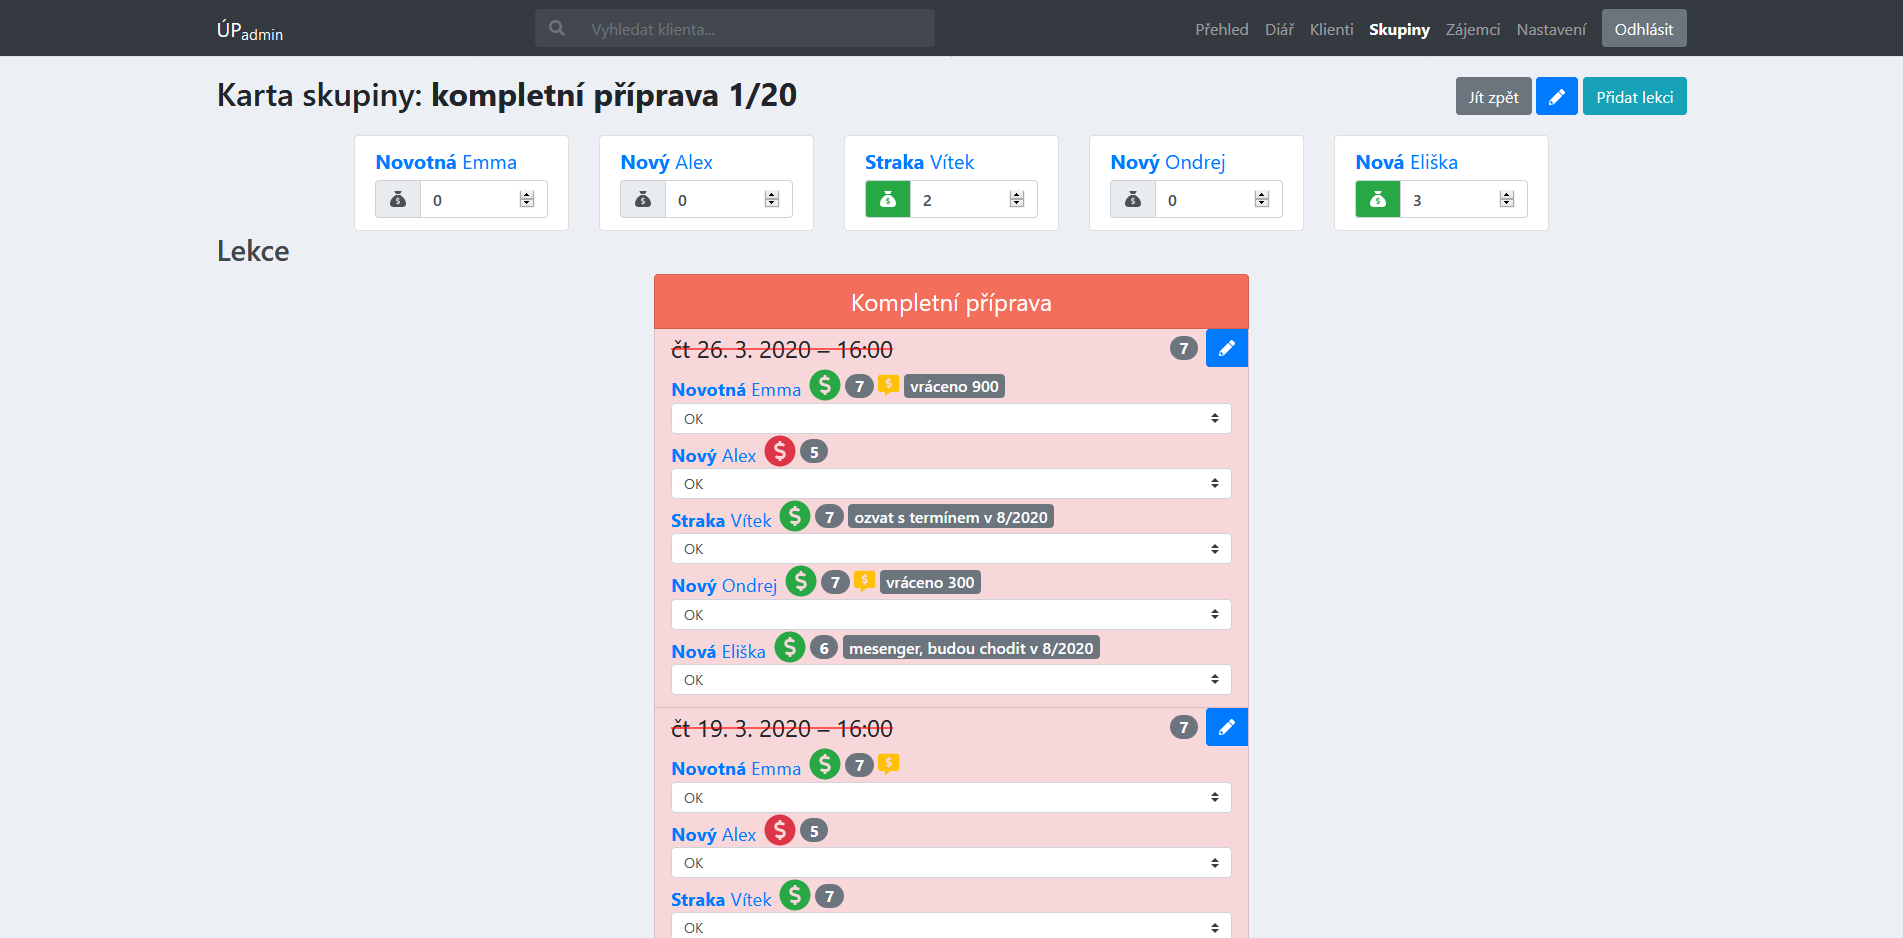 ÚPadmin
Vyhledat klienta...
Přehled Diář Klienti Skupiny Zájemci Nastavení Odhlásit
Karta skupiny: kompletní příprava 1/20
Jít zpět Přidat lekci
Novotná Emma
0
Nový Alex
0
Straka Vítek
2
Nový Ondrej
0
Nová Eliška
3
Lekce
Kompletní příprava
čt 26. 3. 2020 – 16:00 7
Novotná Emma 7 vráceno 900
OK
Nový Alex 5
OK
Straka Vítek 7 ozvat s termínem v 8/2020
OK
Nový Ondrej 7 vráceno 300
OK
Nová Eliška 6 mesenger, budou chodit v 8/2020
OK
čt 19. 3. 2020 – 16:00 7
Novotná Emma 7
OK
Nový Alex 5
OK
Straka Vítek 7
OK